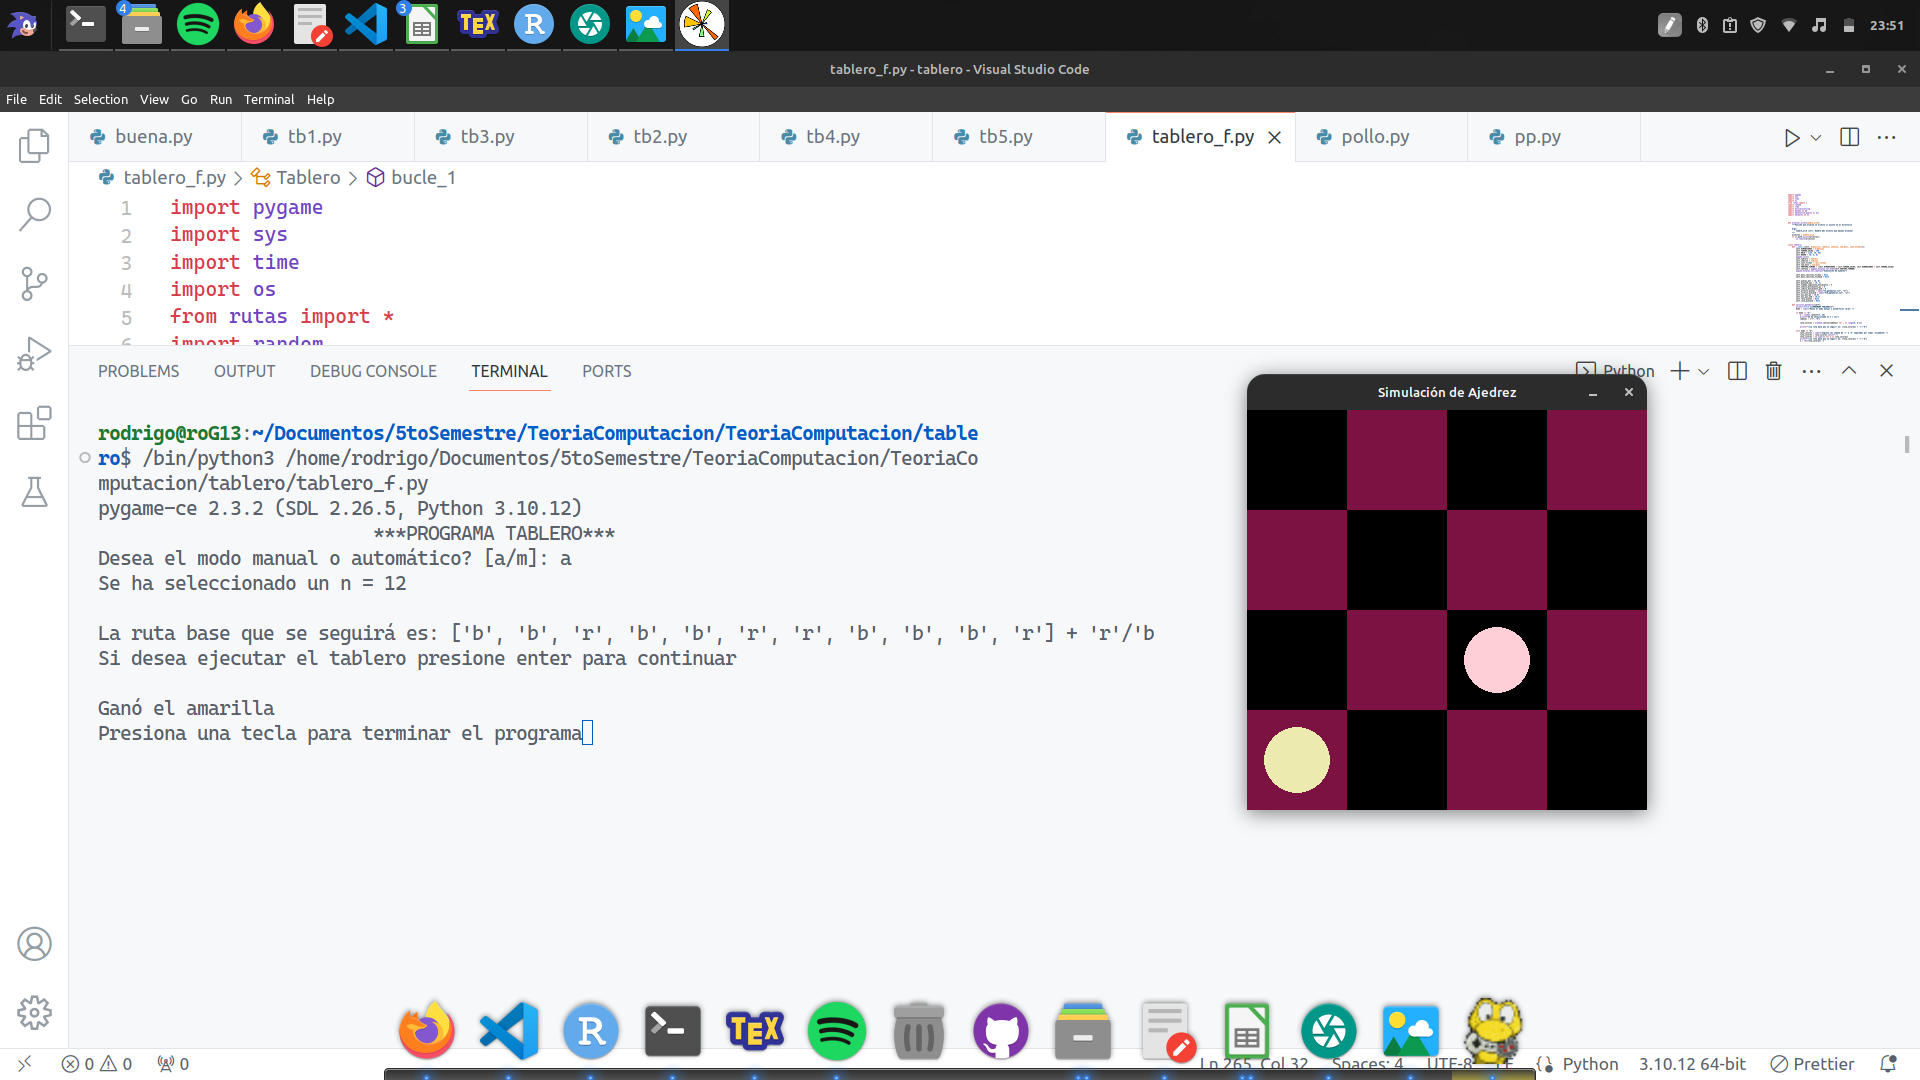 4
3
TEX
R
23:51
tablero_f.py - tablero - Visual Studio Code
File Edit Selection View Go Run Terminal Help
buena.py tb1.py tb3.py tb2.py tb4.py tb5.py tablero_f.py pollo.py pp.py
tablero_f.py > Tablero > bucle_1
1 import pygame
2 import sys
3 import time
4 import os
5 from rutas import *
6 import random
PROBLEMS OUTPUT DEBUG CONSOLE TERMINAL PORTS
Python
rodrigo@roG13:~/Documentos/5toSemestre/TeoriaComputacion/TeoriaComputacion/table
ro$ /bin/python3 /home/rodrigo/Documentos/5toSemestre/TeoriaComputacion/TeoriaCo
mputacion/tablero/tablero_f.py
pygame-ce 2.3.2 (SDL 2.26.5, Python 3.10.12)
***PROGRAMA TABLERO***
Desea el modo manual o automático? [a/m]: a
Se ha seleccionado un n = 12
La ruta base que se seguirá es: ['b', 'b', 'r', 'b', 'b', 'r', 'r', 'b', 'b', 'b', 'r'] + 'r'/'b
Si desea ejecutar el tablero presione enter para continuar
Ganó el amarilla
Presiona una tecla para terminar el programa
Simulación de Ajedrez
R
TEX
0 0 0
Ln 265, Col 32 Spaces: 4 UTF-8 LF Python 3.10.12 64-bit Prettier